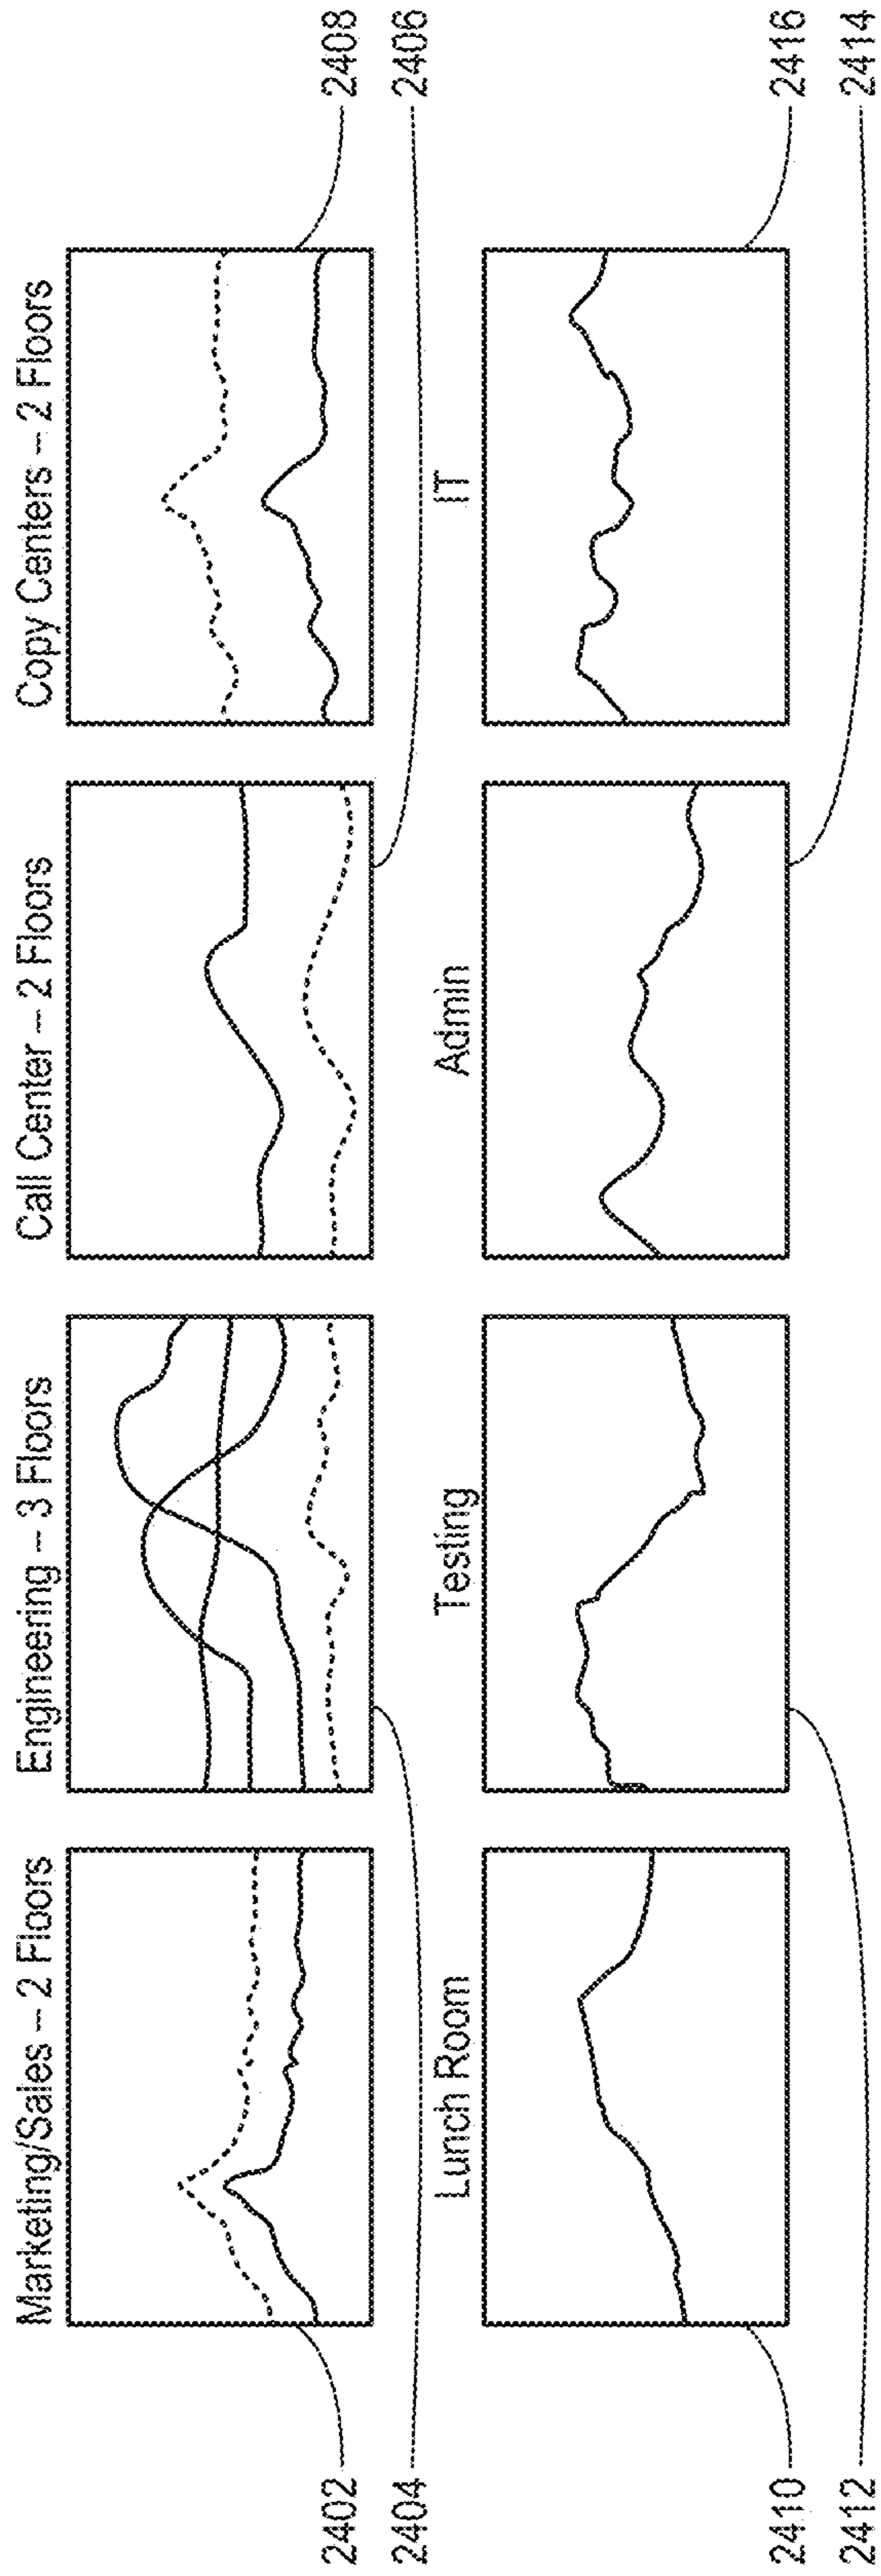 Marketing/Sales – 2 Floors
Engineering – 3 Floors
Call Center – 2 Floors
Copy Centers – 2 Floors
2402
2404
2406
2408
Lunch Room
Testing
Admin
IT
2410
2412
2414
2416